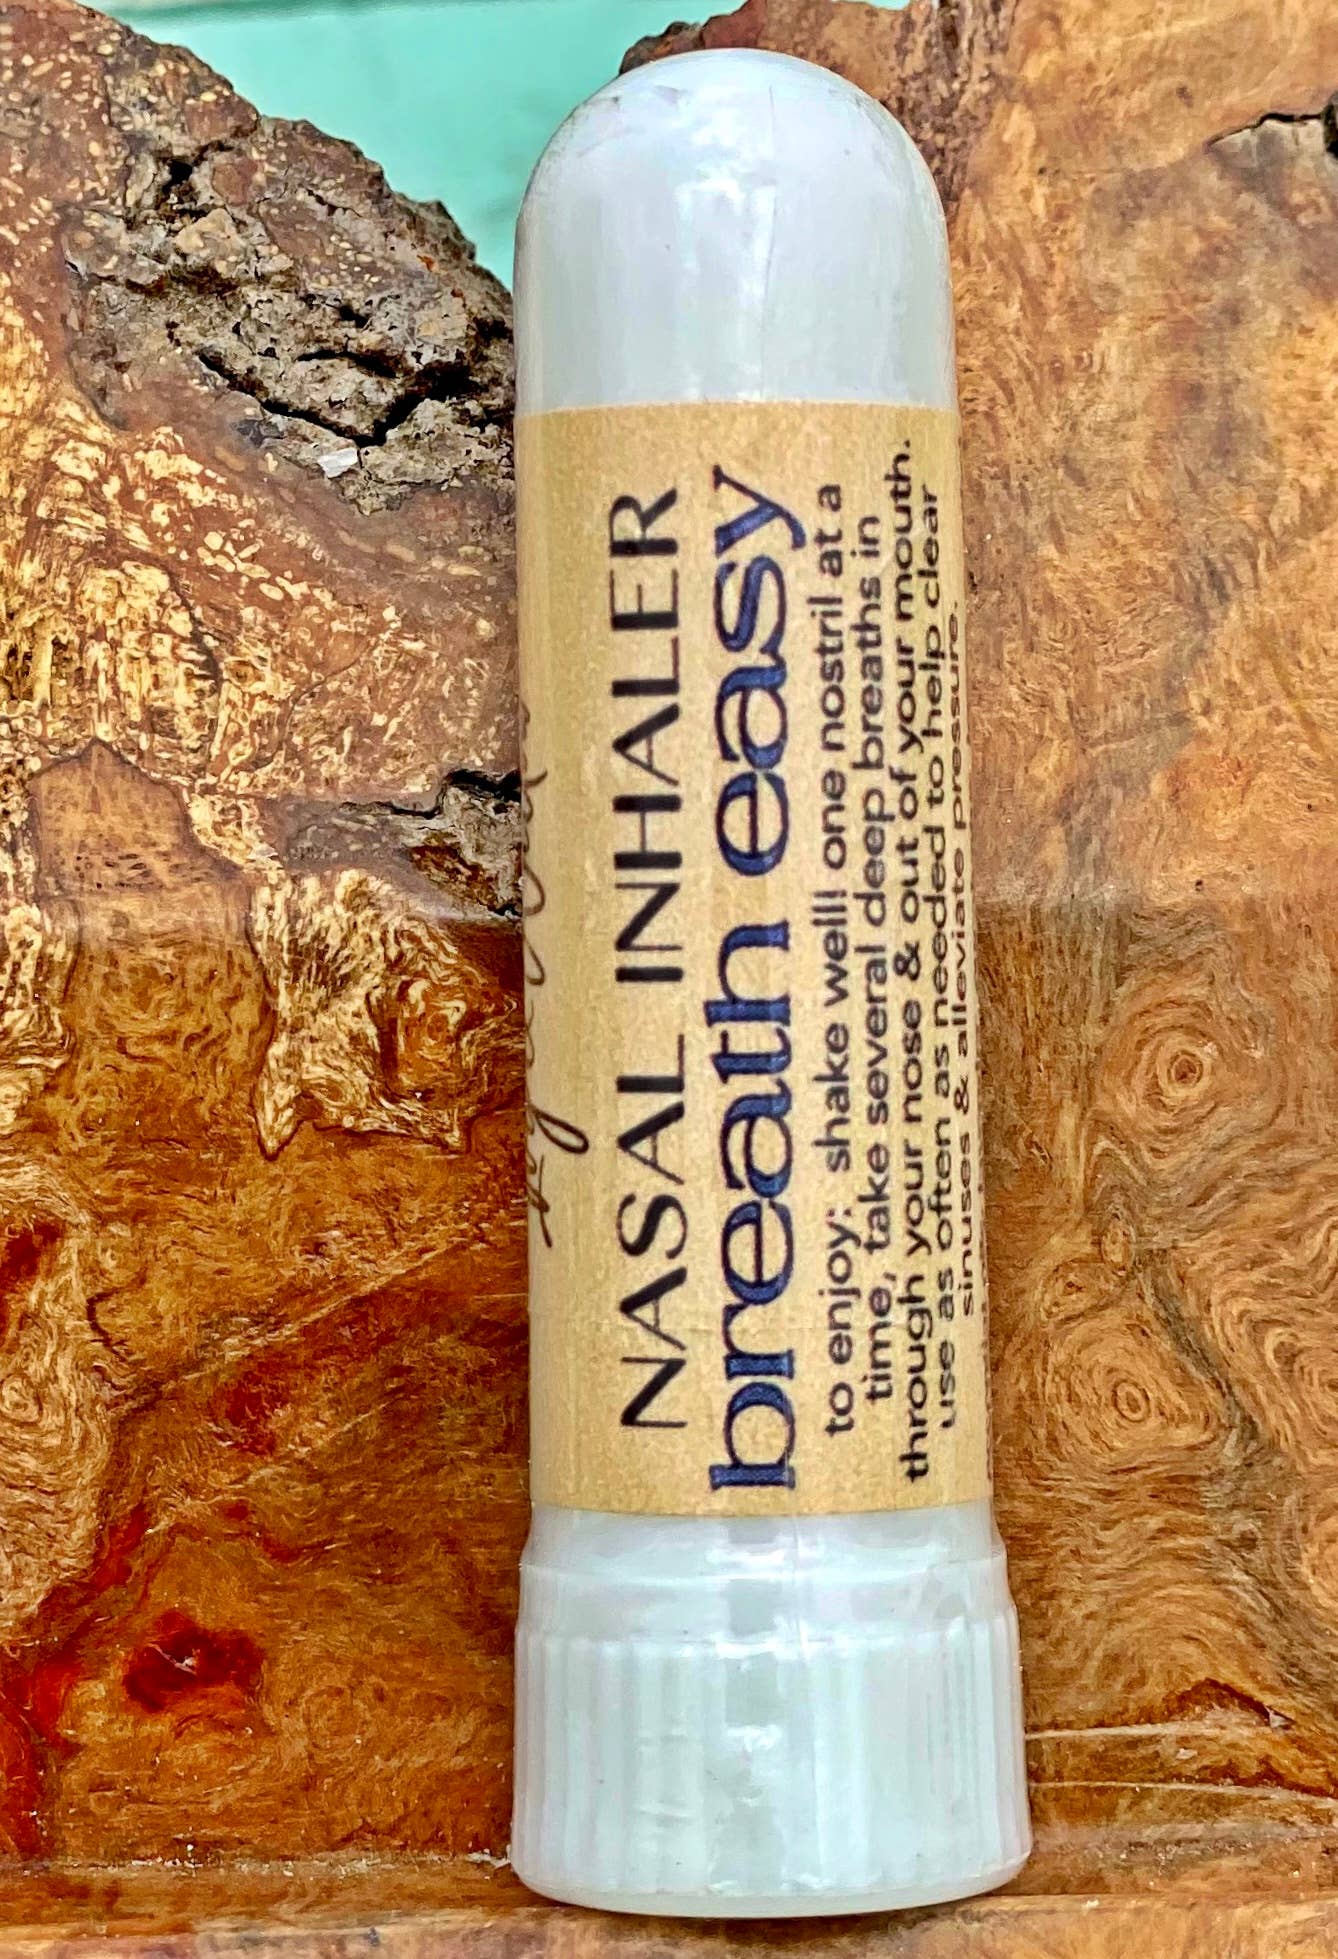 NASAL INHALER
breath easy
to enjoy: shake well! one nostril at a
time, take several deep breaths in
through your nose & out of your mouth.
use as often as needed to help clear
sinuses & alleviate pressure.